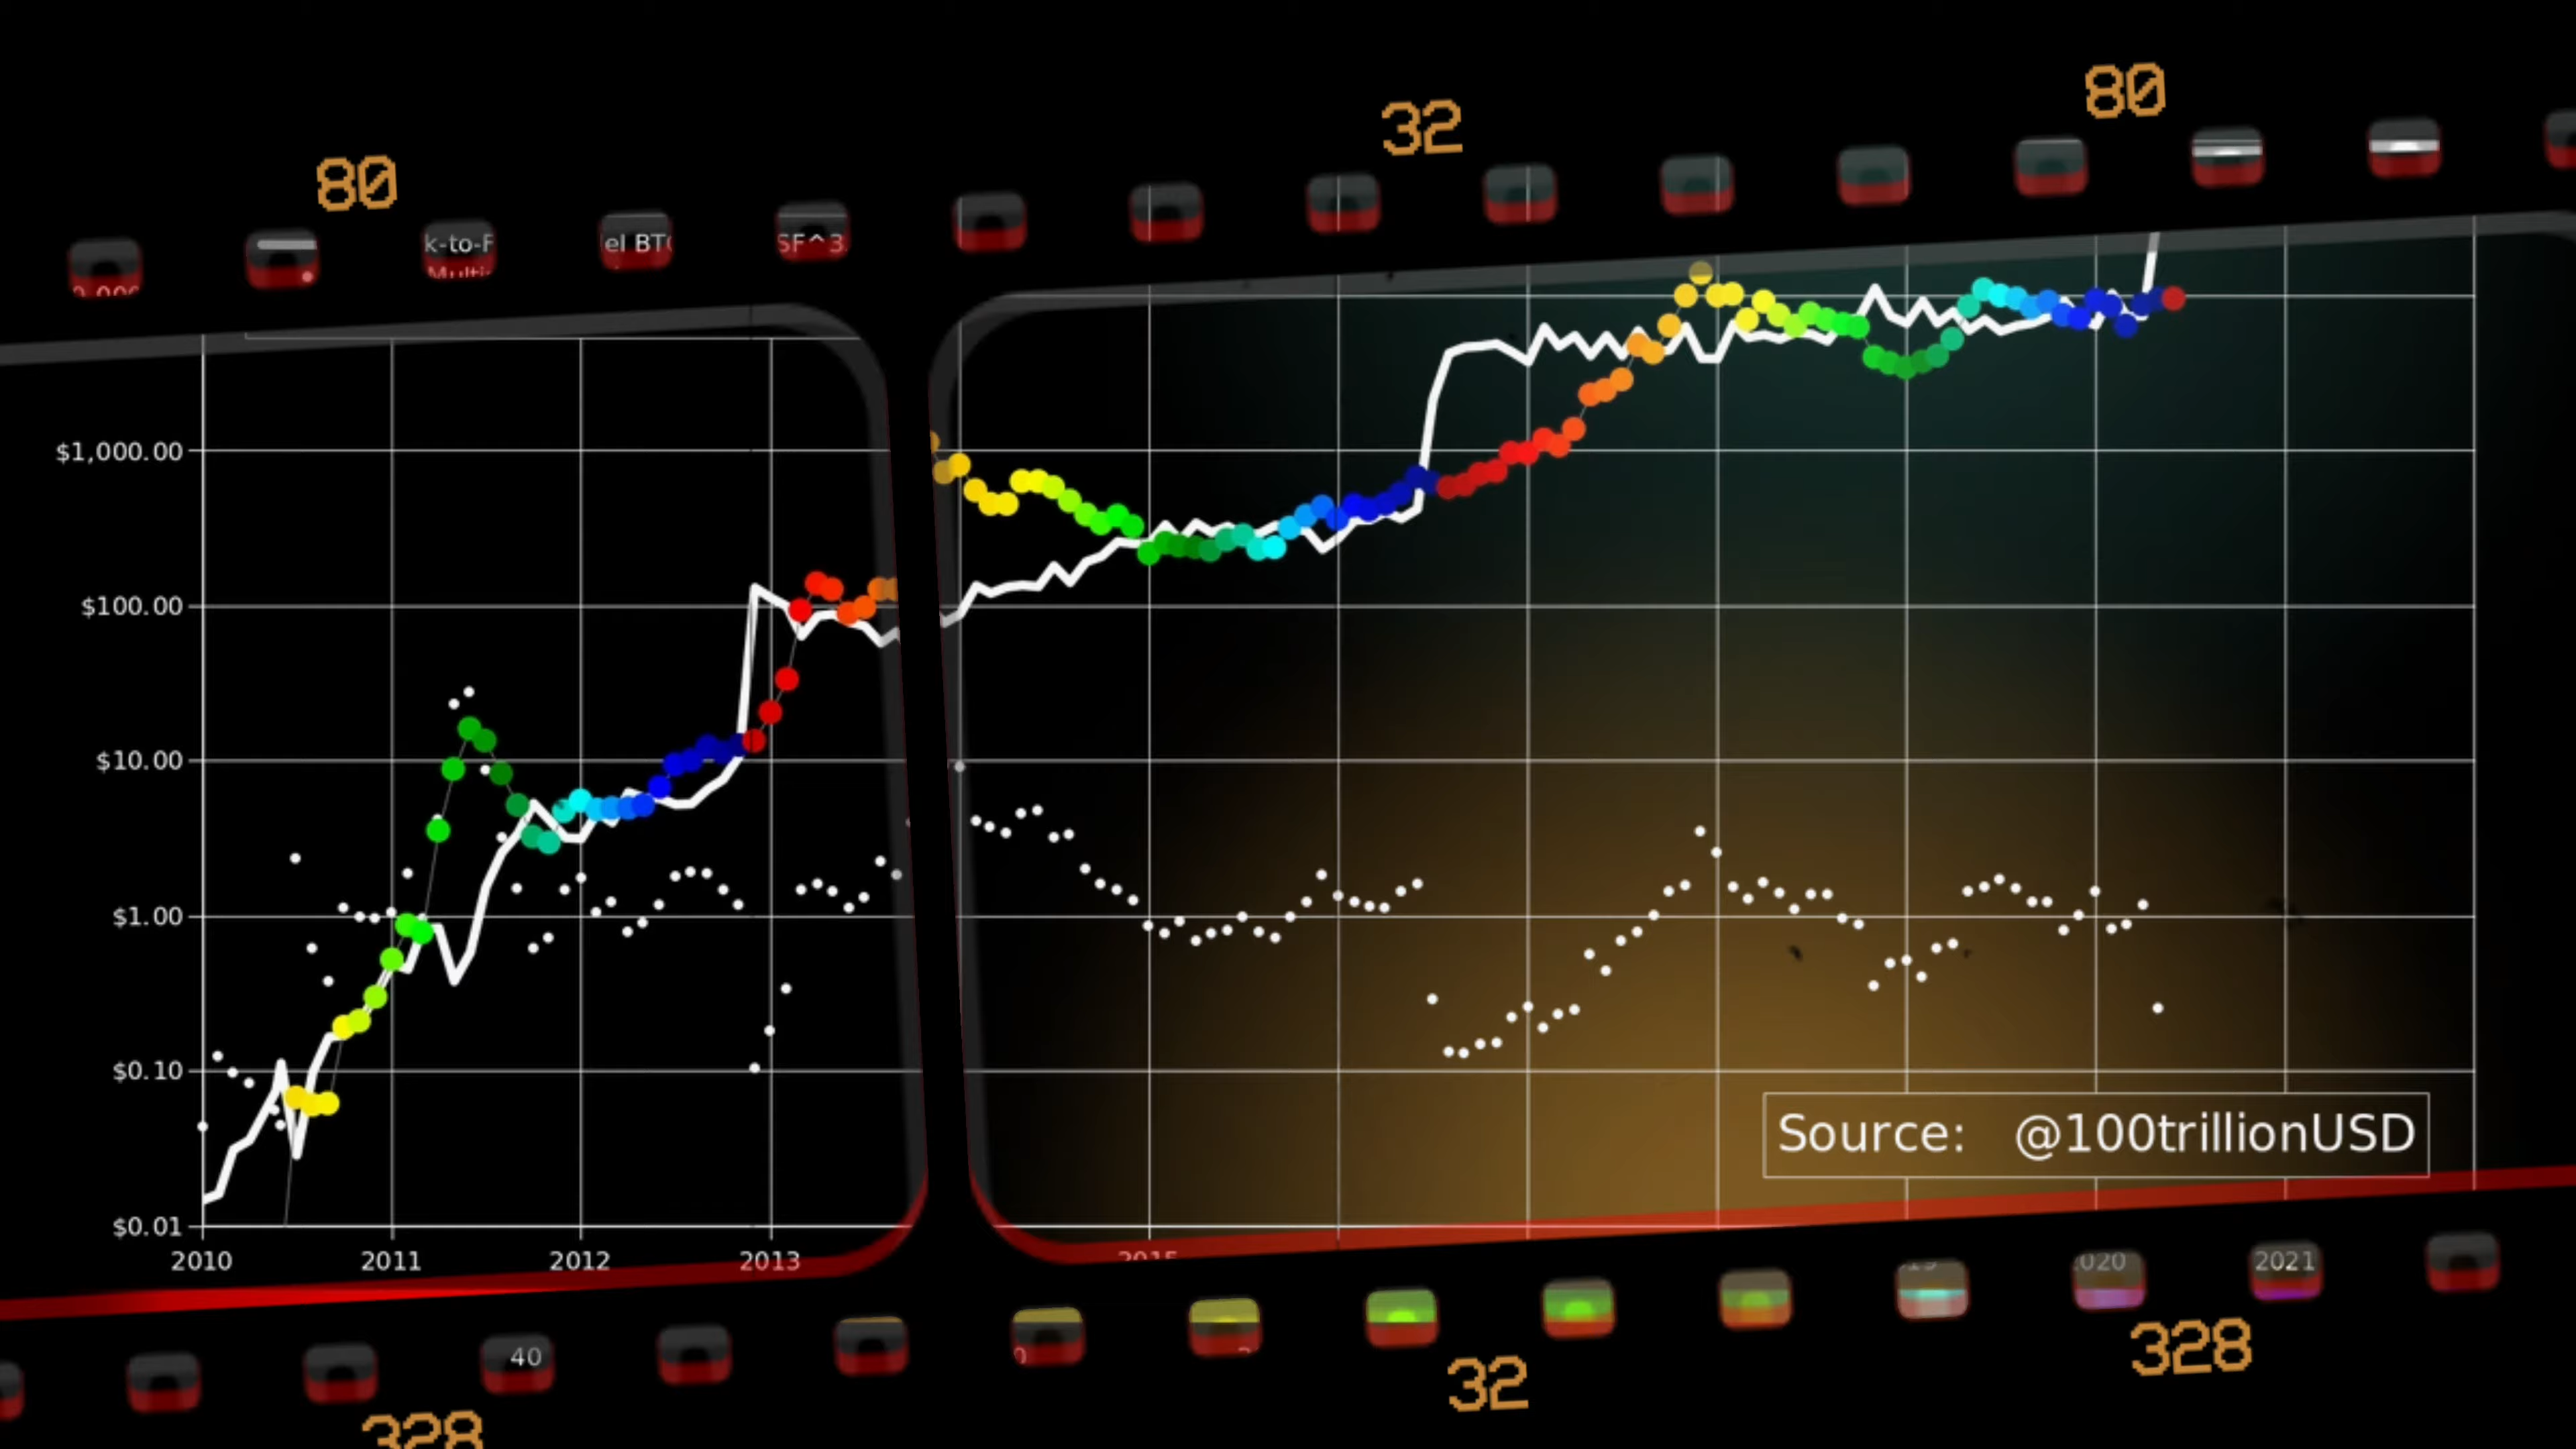 80
32
80
k-to-F
el BT
SF^3
$1,000.00
$100.00
$10.00
$1.00
$0.10
$0.01
Source: @100trillionUSD
2010 2011 2012 2013 2015 2021
40
32
328
328